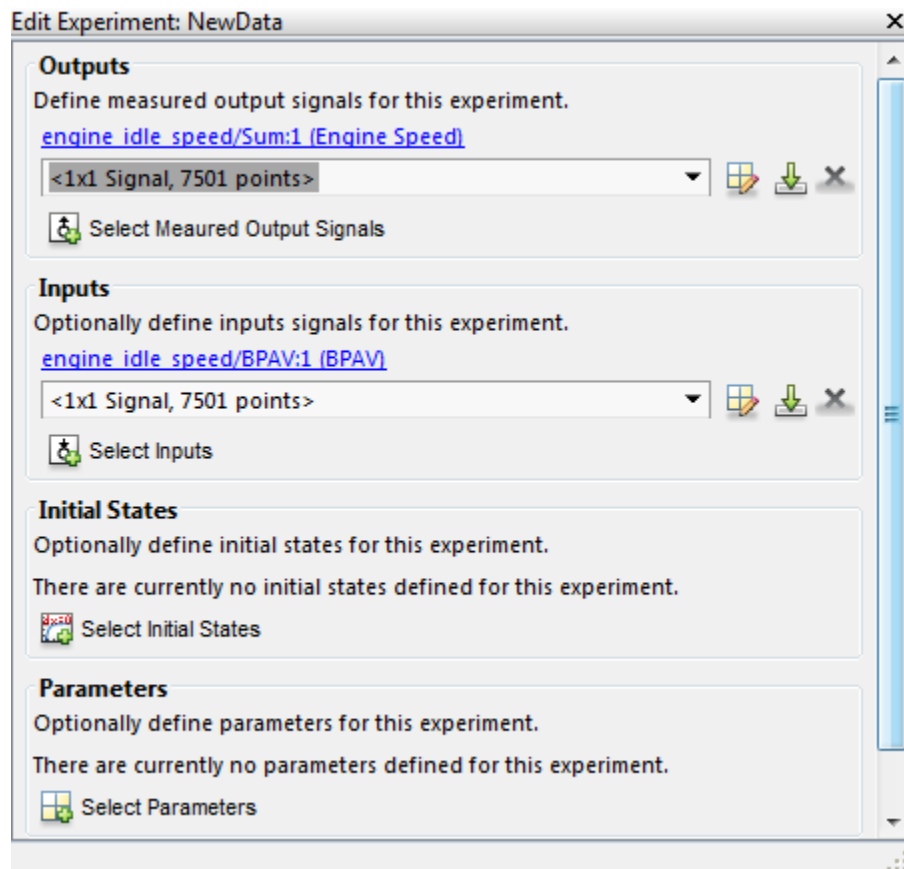 Edit Experiment: NewData
Outputs
Define measured output signals for this experiment.
engine_idle_speed/Sum:1 (Engine Speed)
<1x1 Signal, 7501 points>
Select Meaured Output Signals
Inputs
Optionally define inputs signals for this experiment.
engine_idle_speed/BPAV:1 (BPAV)
<1x1 Signal, 7501 points>
Select Inputs
Initial States
Optionally define initial states for this experiment.
There are currently no initial states defined for this experiment.
Select Initial States
Parameters
Optionally define parameters for this experiment.
There are currently no parameters defined for this experiment.
Select Parameters